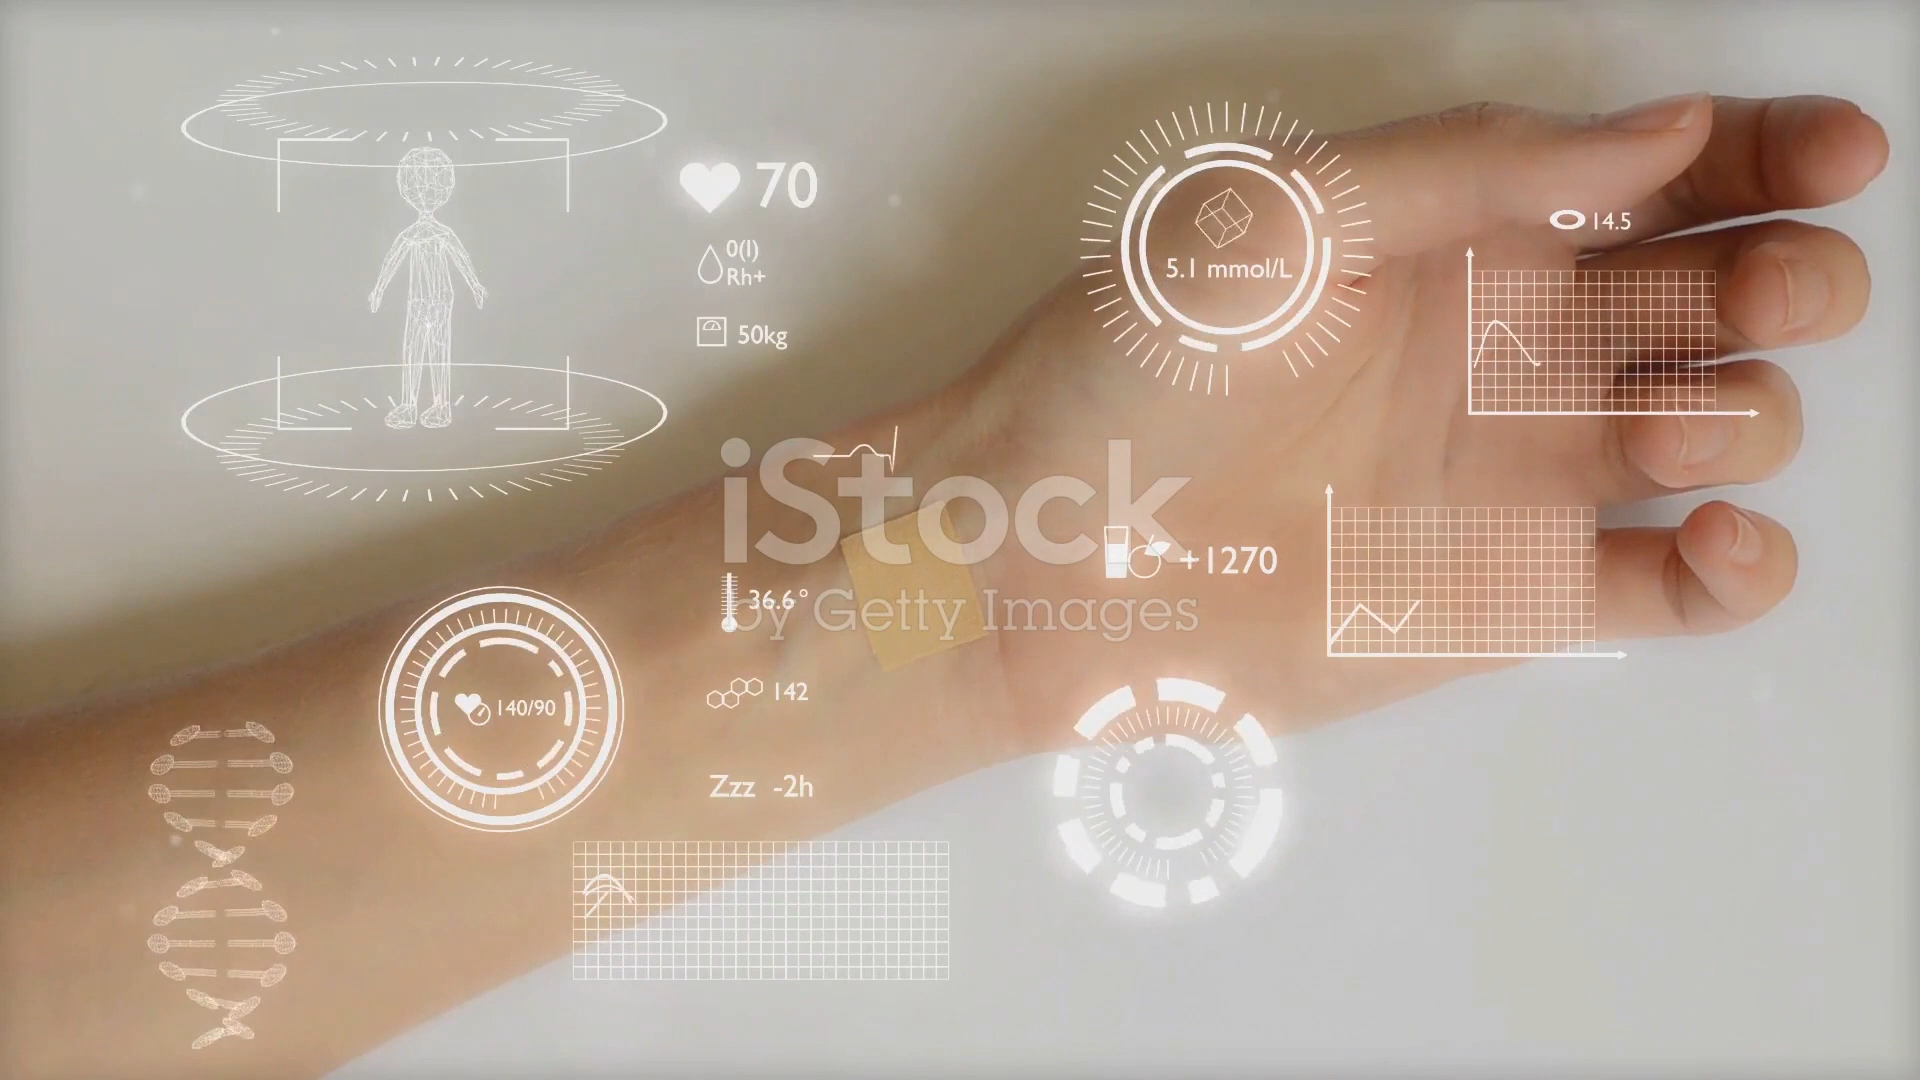 70
0(I)
Rh+
50kg
5.1 mmol/L
14.5
iStock
by Getty Images
+1270
36.6°
140/90
142
Zzz -2h